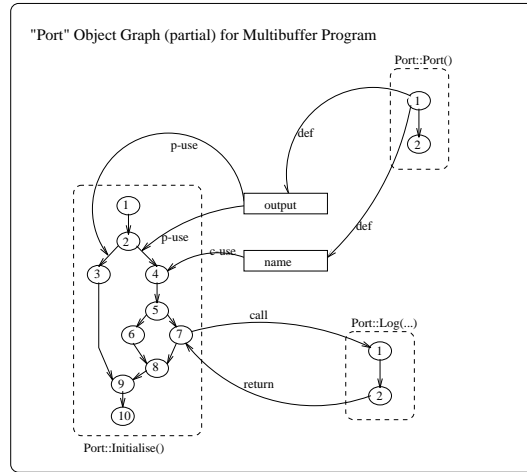 "Port" Object Graph (partial) for Multibuffer Program
Port::Port()
1
2
def
p-use
output
def
1
p-use
2
c-use
name
3
4
5
call
Port::Log(...)
6
7
1
8
return
2
9
10
Port::Initialise()